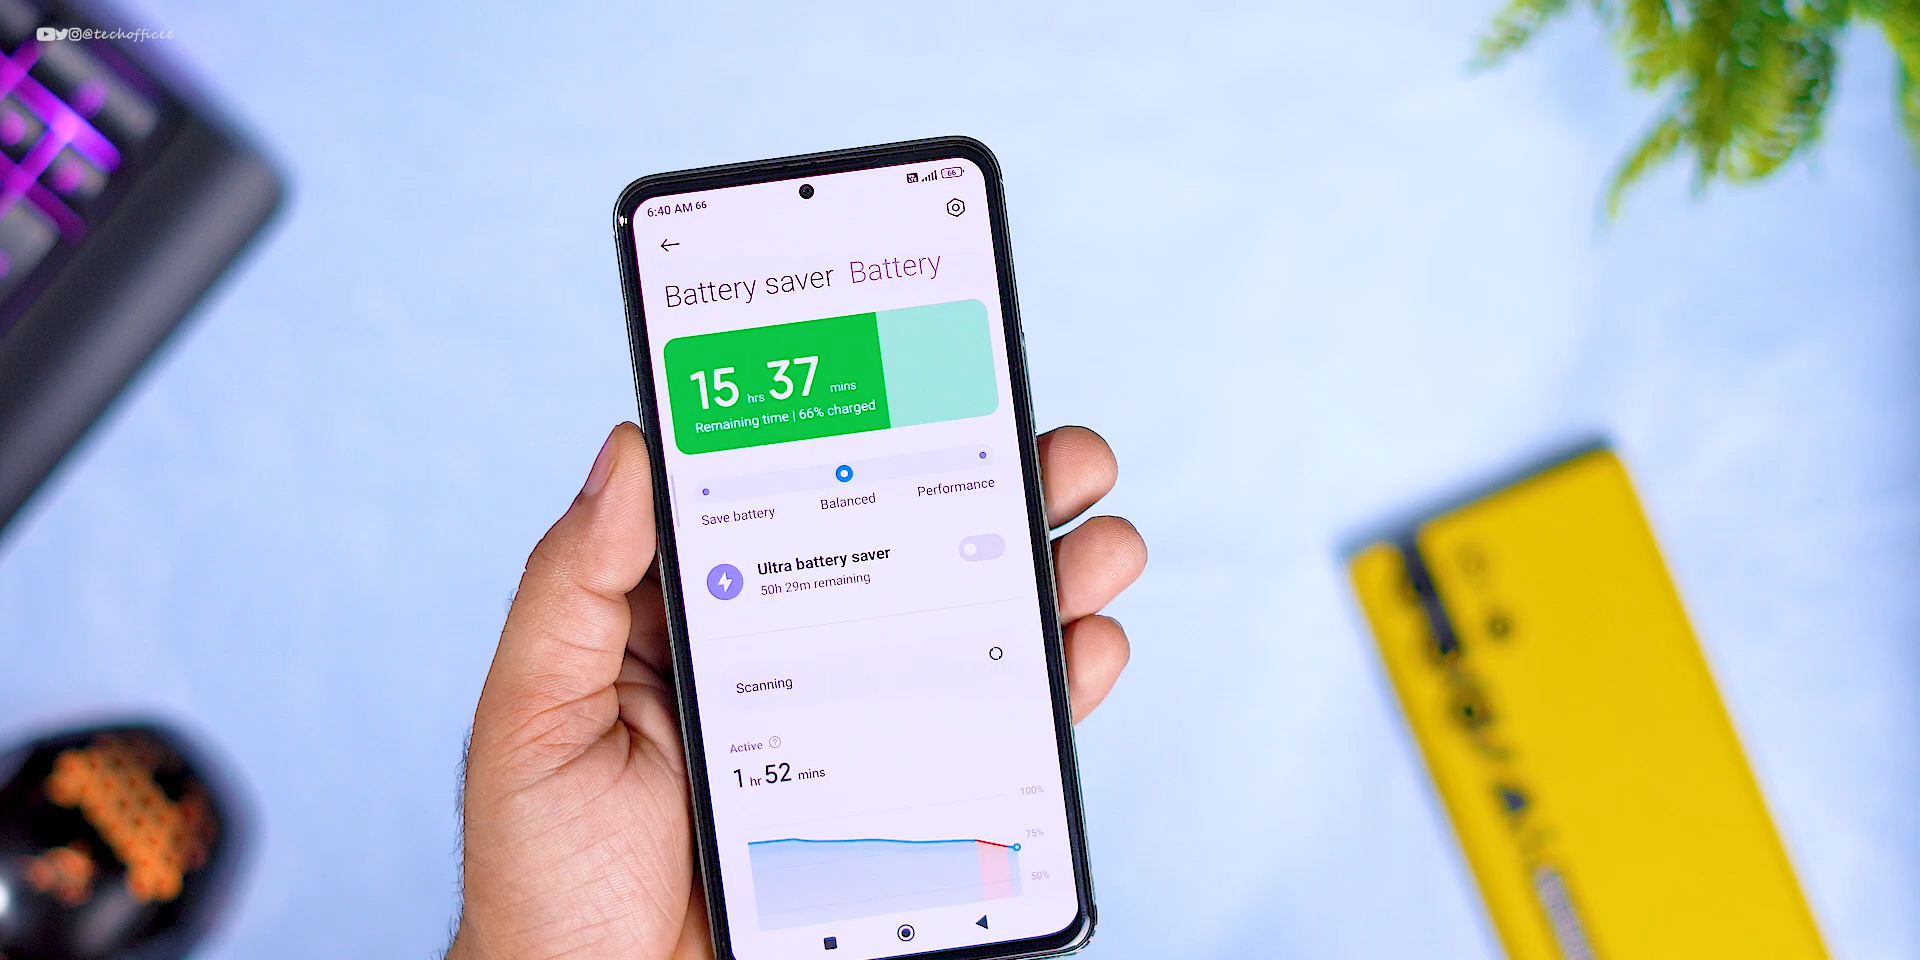 @techofficee
6:40 AM 66
66
Battery saver Battery
15 hrs 37 mins
Remaining time | 66% charged
Save battery Balanced Performance
Ultra battery saver
50h 29m remaining
Scanning
Active ?
1 hr 52 mins
100%
75%
50%